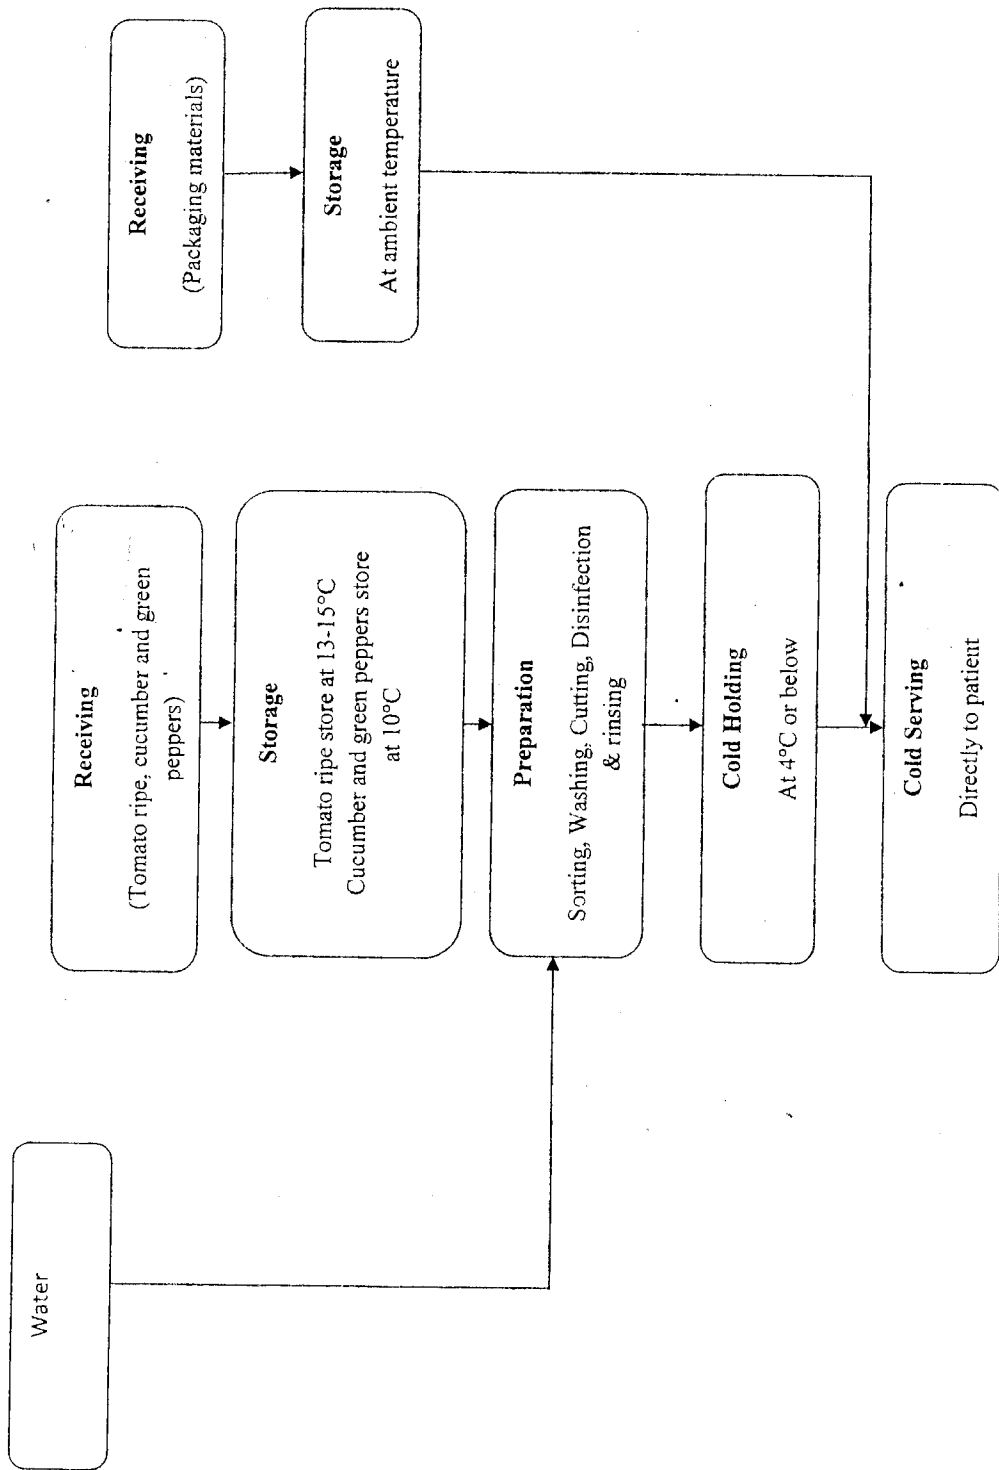 Water
Receiving
(Tomato ripe, cucumber and green
peppers)
Storage
Tomato ripe store at 13-15°C
Cucumber and green peppers store
at 10°C
Preparation
Sorting, Washing, Cutting, Disinfection
& rinsing
Cold Holding
At 4°C or below
Cold Serving
Directly to patient
Receiving
(Packaging materials)
Storage
At ambient temperature